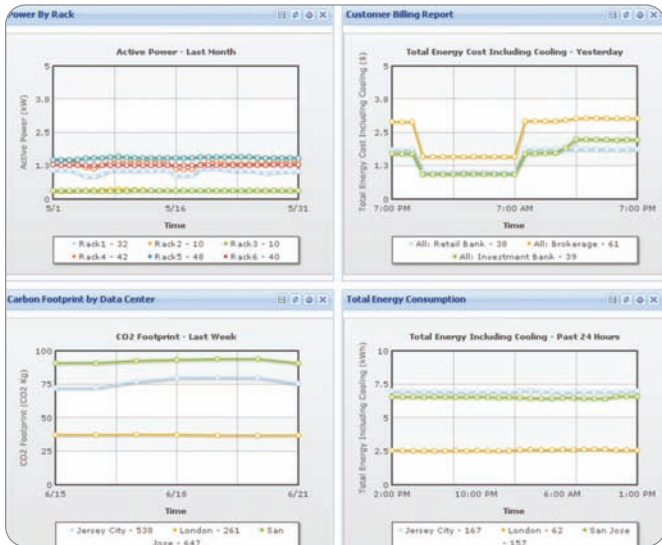 Power By Rack
Active Power - Last Month
Active Power (kW)
5
3.8
2.5
1.3
0
5/1
5/16
5/31
Time
Rack1 - 32
Rack2 - 10
Rack3 - 10
Rack4 - 42
Rack5 - 48
Rack6 - 40
Customer Billing Report
Total Energy Cost Including Cooling - Yesterday
Total Energy Cost Including Cooling ($)
5
3.8
2.5
1.3
0
7:00 PM
7:00 AM
7:00 PM
Time
All: Retail Bank - 38
All: Brokerage - 61
All: Investment Bank - 39
Carbon Footprint by Data Center
CO2 Footprint - Last Week
CO2 Footprint (CO2 Kg)
100
75
50
25
0
6/15
6/18
6/21
Time
Jersey City - 538
London - 261
San
Jose - 647
Total Energy Consumption
Total Energy Including Cooling - Past 24 Hours
Total Energy Including Cooling (kWh)
10
7.5
5
2.5
0
2:00 PM
10:00 PM
6:00 AM
1:00 PM
Time
Jersey City - 167
London - 62
San Jose
- 157